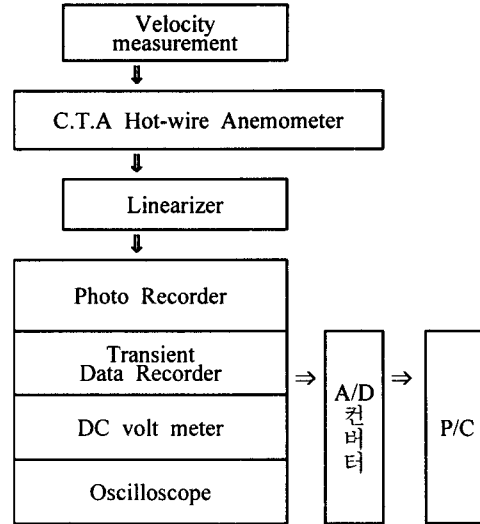 Velocity
measurement
⇓
C.T.A Hot-wire Anemometer
⇓
Linearizer
⇓
Photo Recorder
Transient
Data Recorder
DC volt meter
Oscilloscope
⇒
A/D
컨
버
터
⇒
P/C